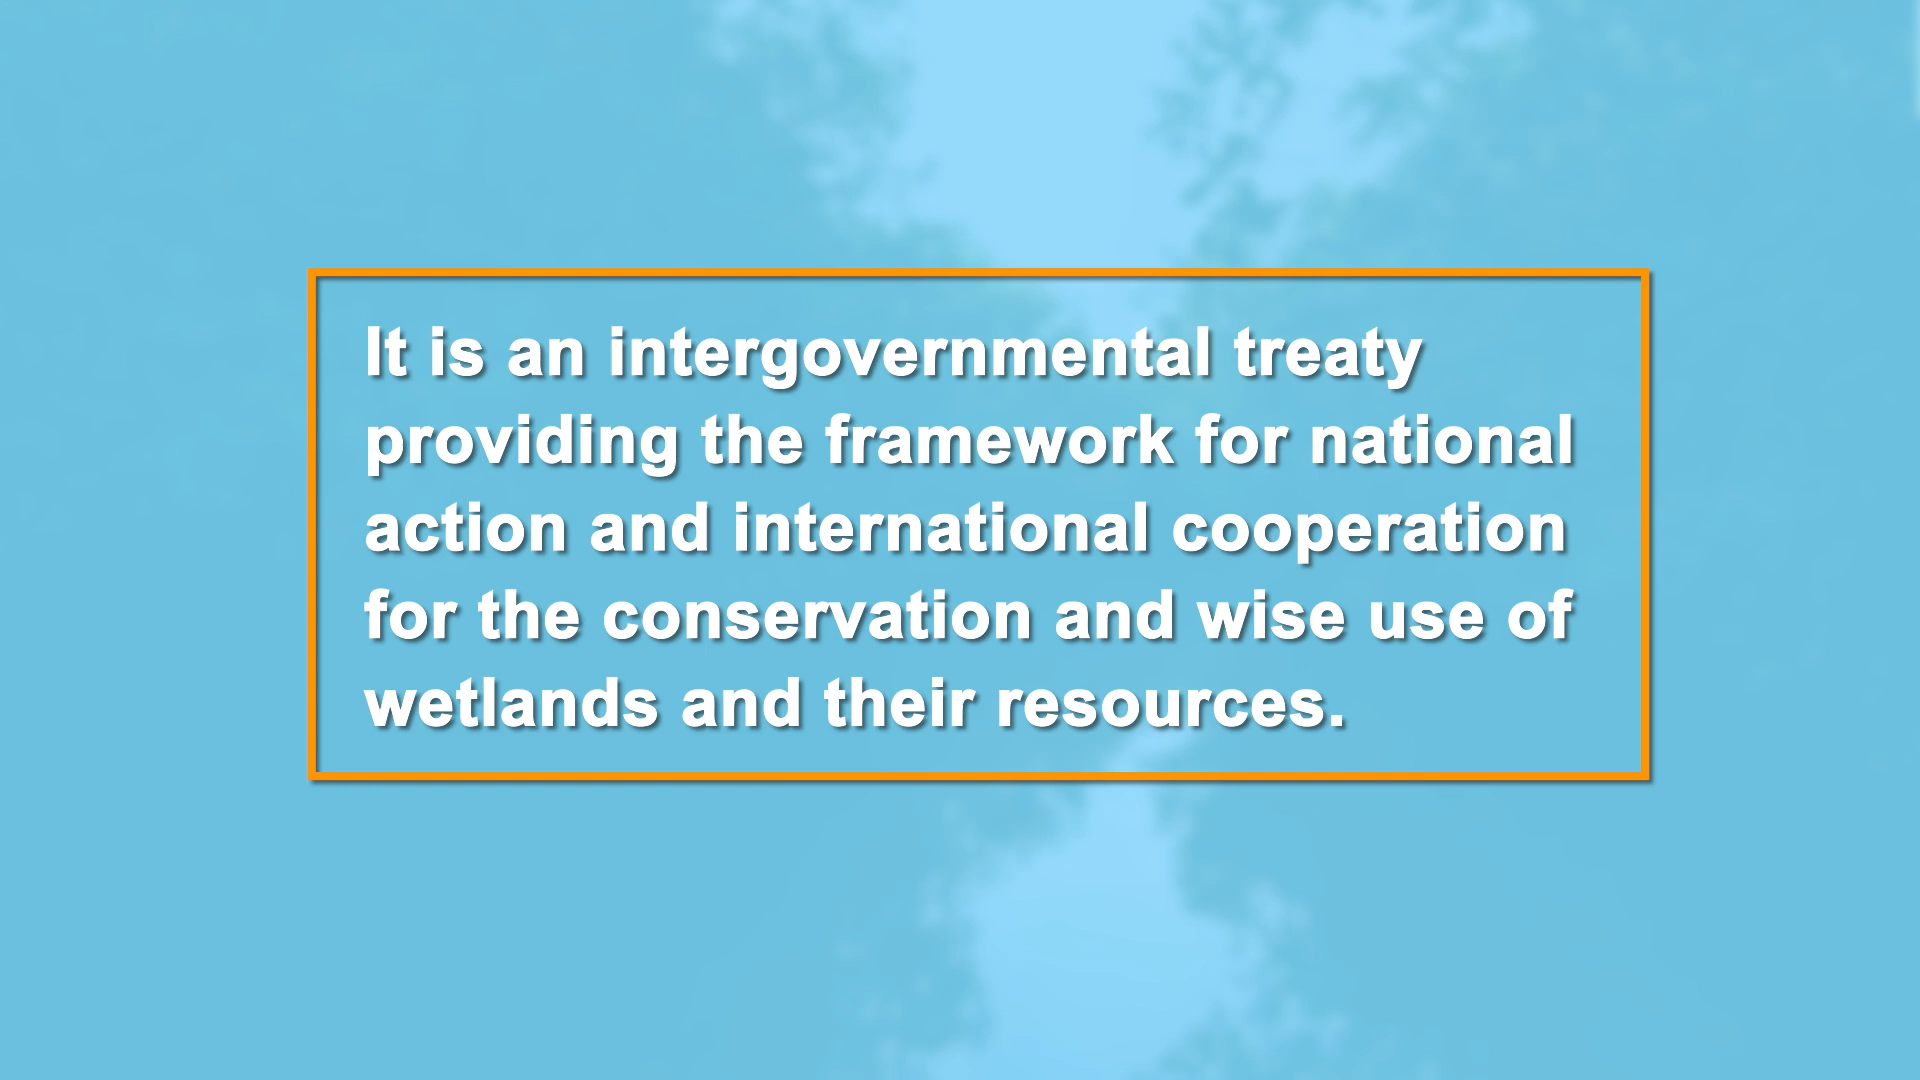 It is an intergovernmental treaty
providing the framework for national
action and international cooperation
for the conservation and wise use of
wetlands and their resources.